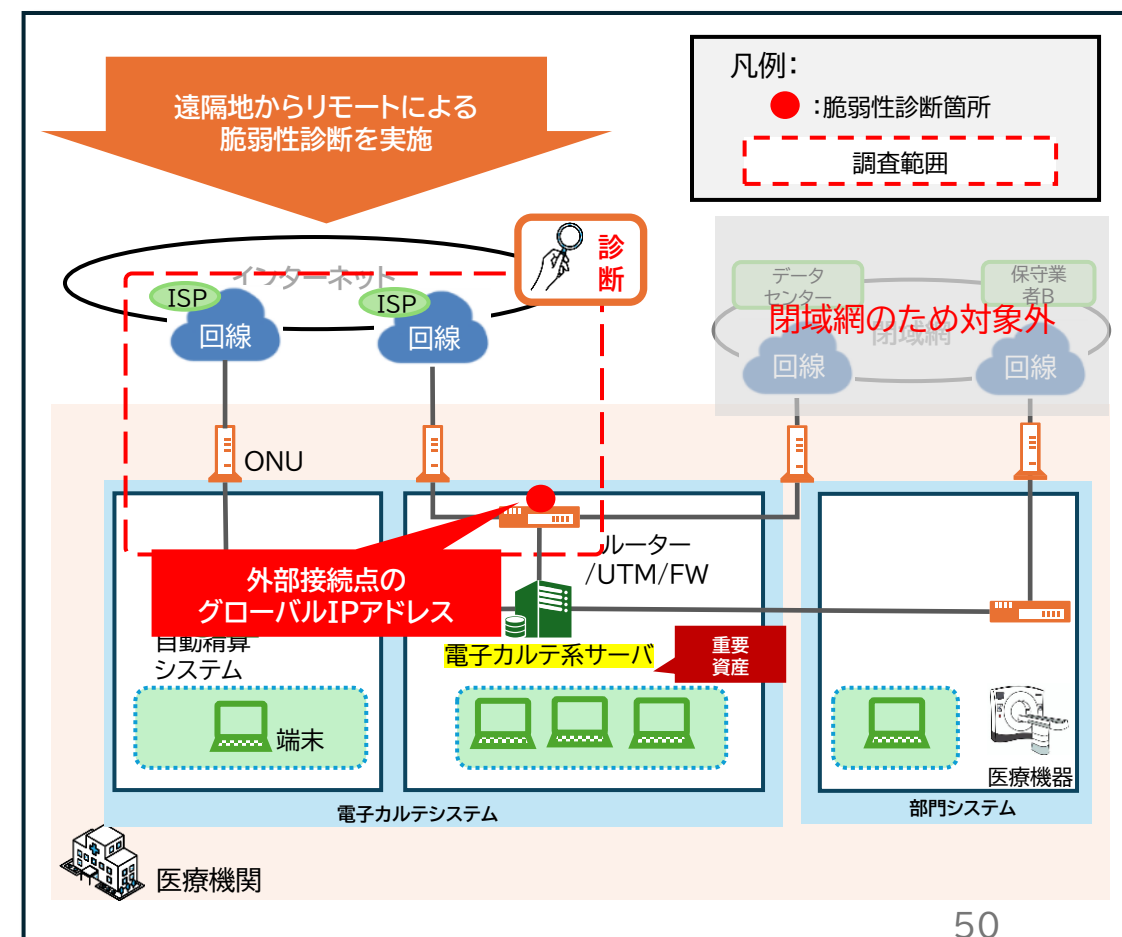 遠隔地からリモートによる
脆弱性診断を実施
凡例:
:脆弱性診断箇所
調査範囲
診
断
インターネット
ISP
ISP
回線
回線
データ
センター
保守業
者B
閉域網のため対象外
閉域網
回線
回線
ONU
ルーター
/UTM/FW
外部接続点の
グローバルIPアドレス
自動精算
システム
電子カルテ系サーバ
重要
資産
端末
医療機器
電子カルテシステム
部門システム
医療機関
50